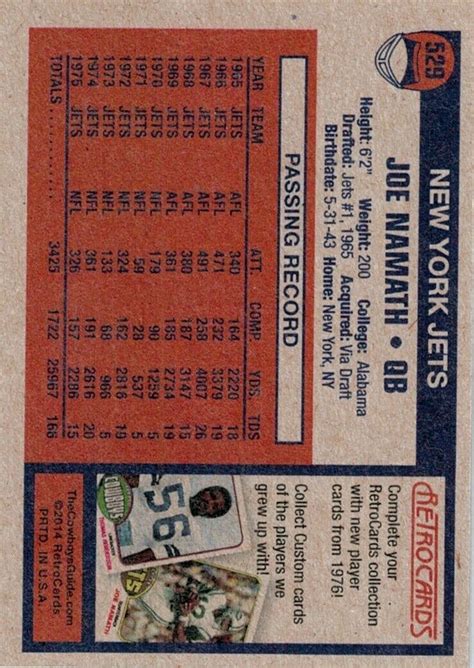 529
NEW YORK JETS
JOE NAMATH • QB
Height: 6'2" Weight: 200 College: Alabama
Drafted: Jets #1, 1965 Acquired: Via Draft
Birthdate: 5-31-43 Home: New York, NY
PASSING RECORD
YEAR TEAM ATT. COMP. YDS. TDS
1965 JETS AFL 340 164 2220 18
1966 JETS AFL 471 232 3379 19
1967 JETS AFL 491 258 4007 26
1968 JETS AFL 380 187 3147 15
1969 JETS AFL 361 185 2734 19
1970 JETS NFL 179 90 1259 5
1971 JETS NFL 59 28 537 5
1972 JETS NFL 324 162 2816 19
1973 JETS NFL 133 68 966 5
1974 JETS NFL 361 191 2616 20
1975 JETS NFL 326 157 2286 15
TOTALS 3425 1722 25967 166
RETROCARDS
Complete your
RetroCards collection
with new player
cards from 1976!
Collect Custom cards
of the players we
grew up with!
COWBOYS
56
JOE NAMATH
TheCowboysGuide.com
©2014 RetroCards
PRTD. IN U.S.A.